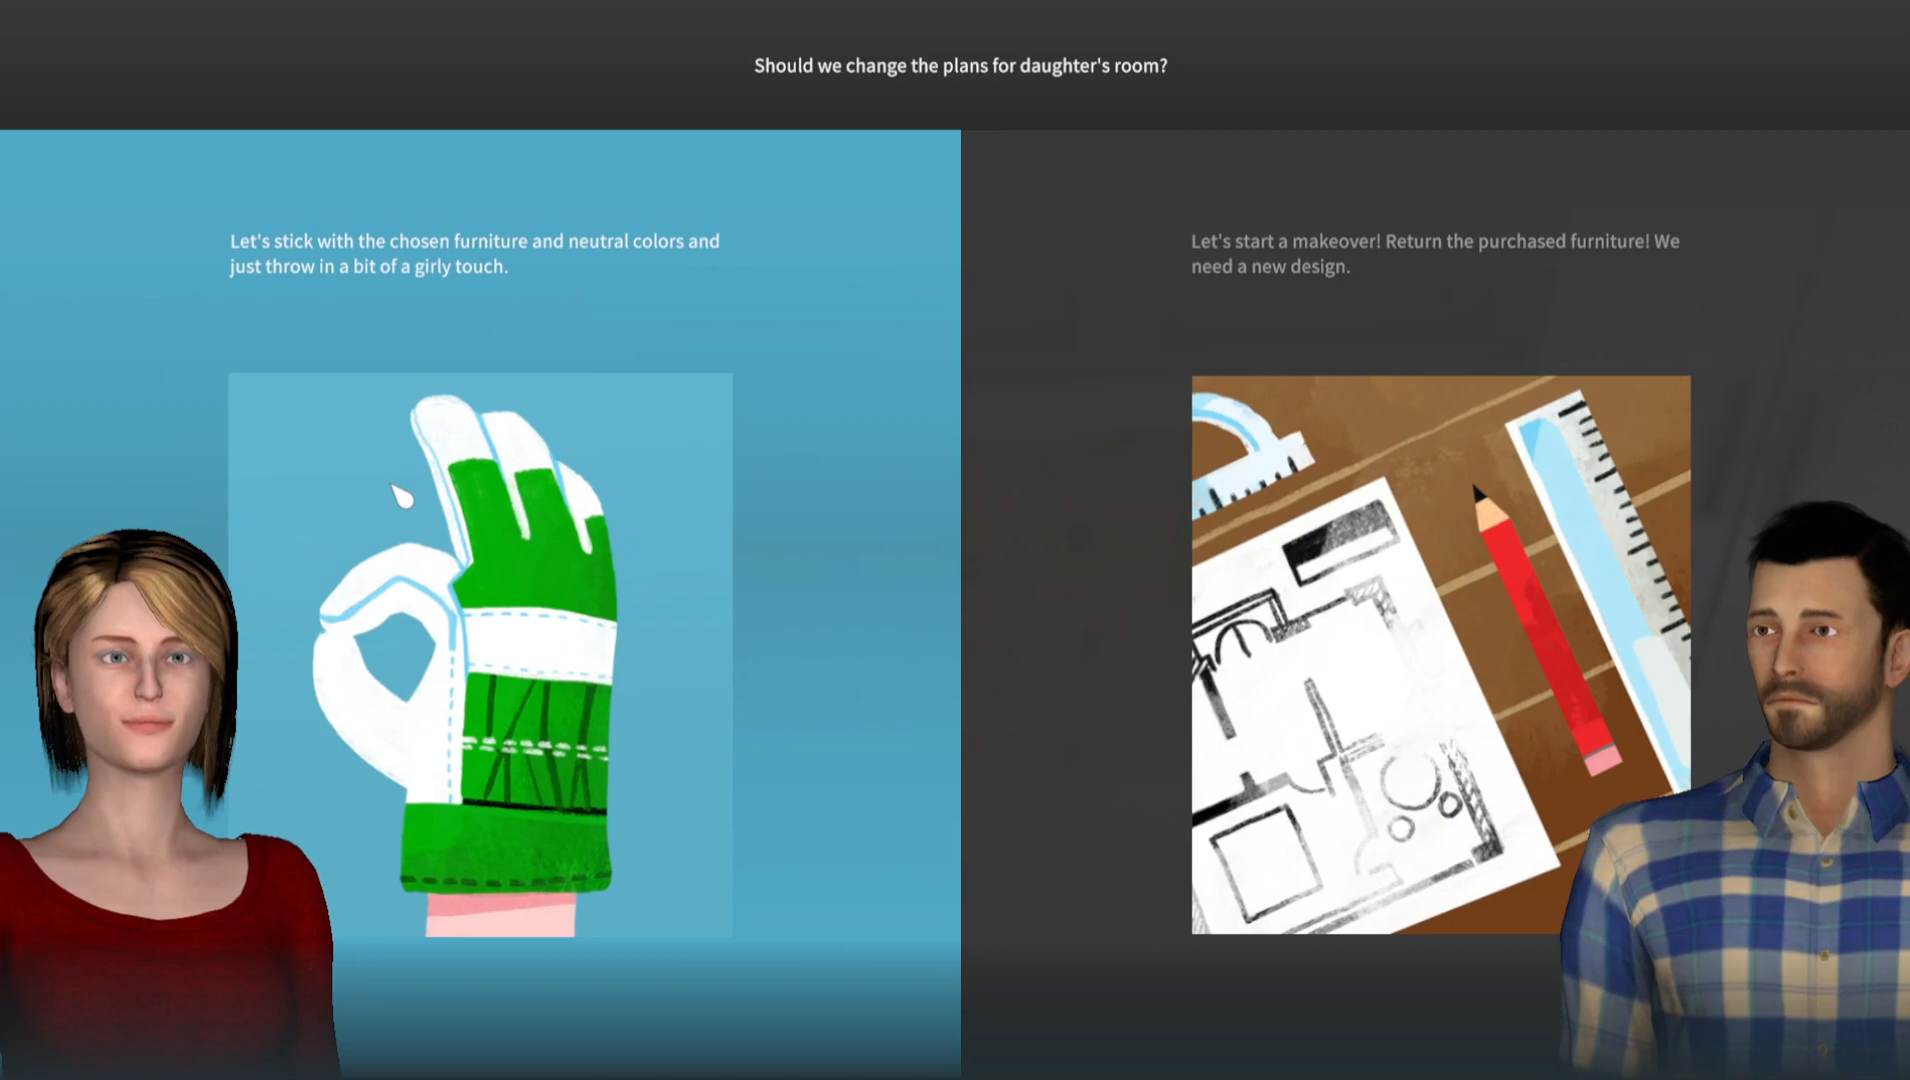 Should we change the plans for daughter's room?
Let's stick with the chosen furniture and neutral colors and
just throw in a bit of a girly touch.
Let's start a makeover! Return the purchased furniture! We
need a new design.